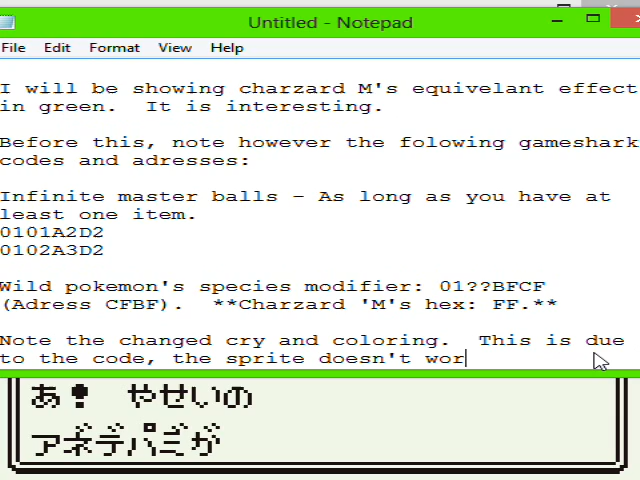 Untitled - Notepad
File Edit Format View Help
I will be showing charzard M's equivelant effect
in green.  It is interesting.
Before this, note however the folowing gameshark
codes and adresses:
Infinite master balls - As long as you have at
least one item.
0101A2D2
0102A3D2
Wild pokemon's species modifier: 01??BFCF
(Adress CFBF).  **Charzard 'M's hex: FF.**
Note the changed cry and coloring.  This is due
to the code, the sprite doesn't wor
あ! やせいの
アネデパミが